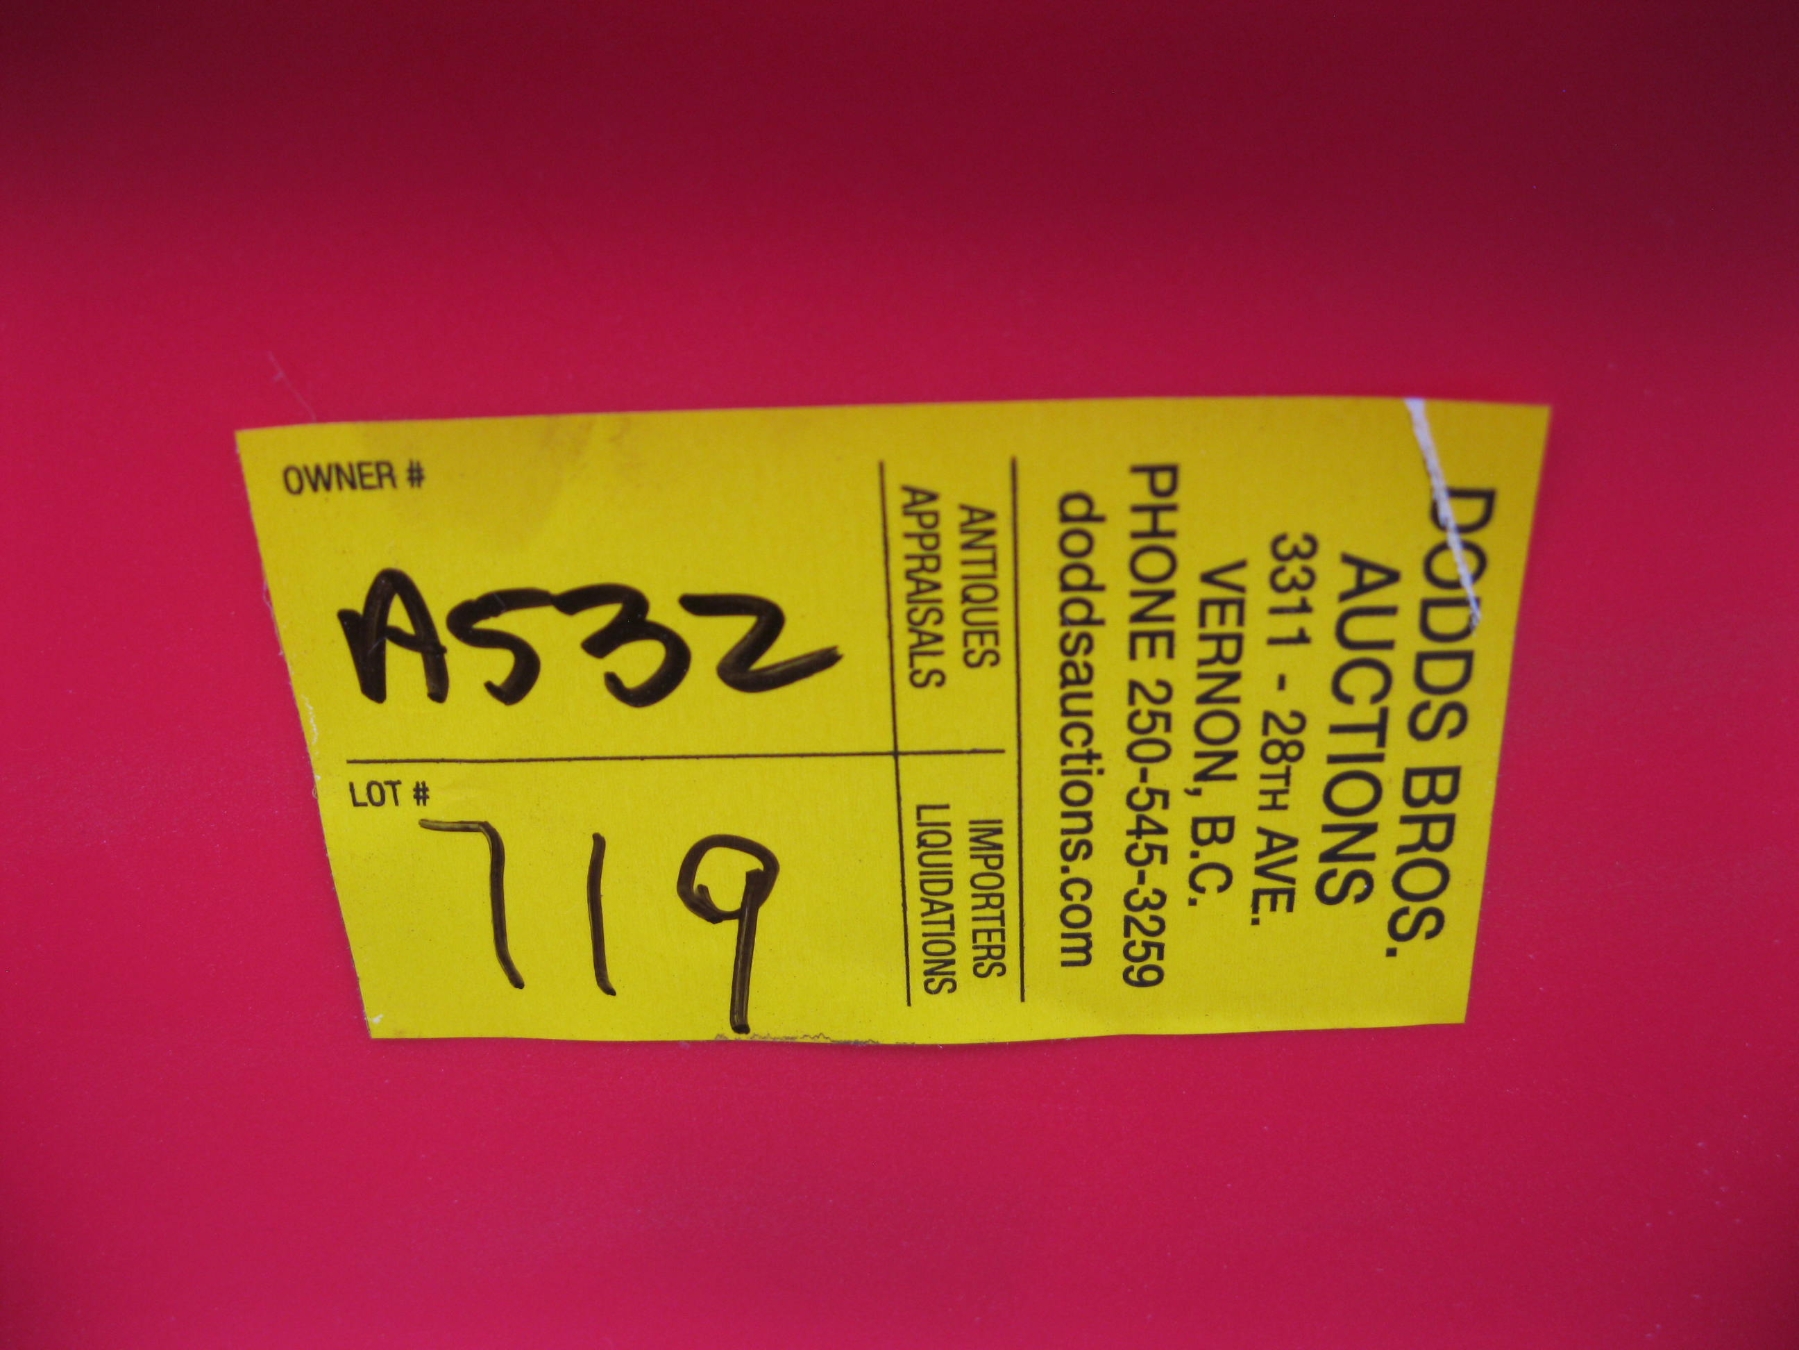 OWNER #
A532
LOT #
719
ANTIQUES
APPRAISALS
IMPORTERS
LIQUIDATIONS
DODDS BROS.
AUCTIONS
3311 - 28TH AVE.
VERNON, B.C.
PHONE 250-545-3259
doddsauctions.com